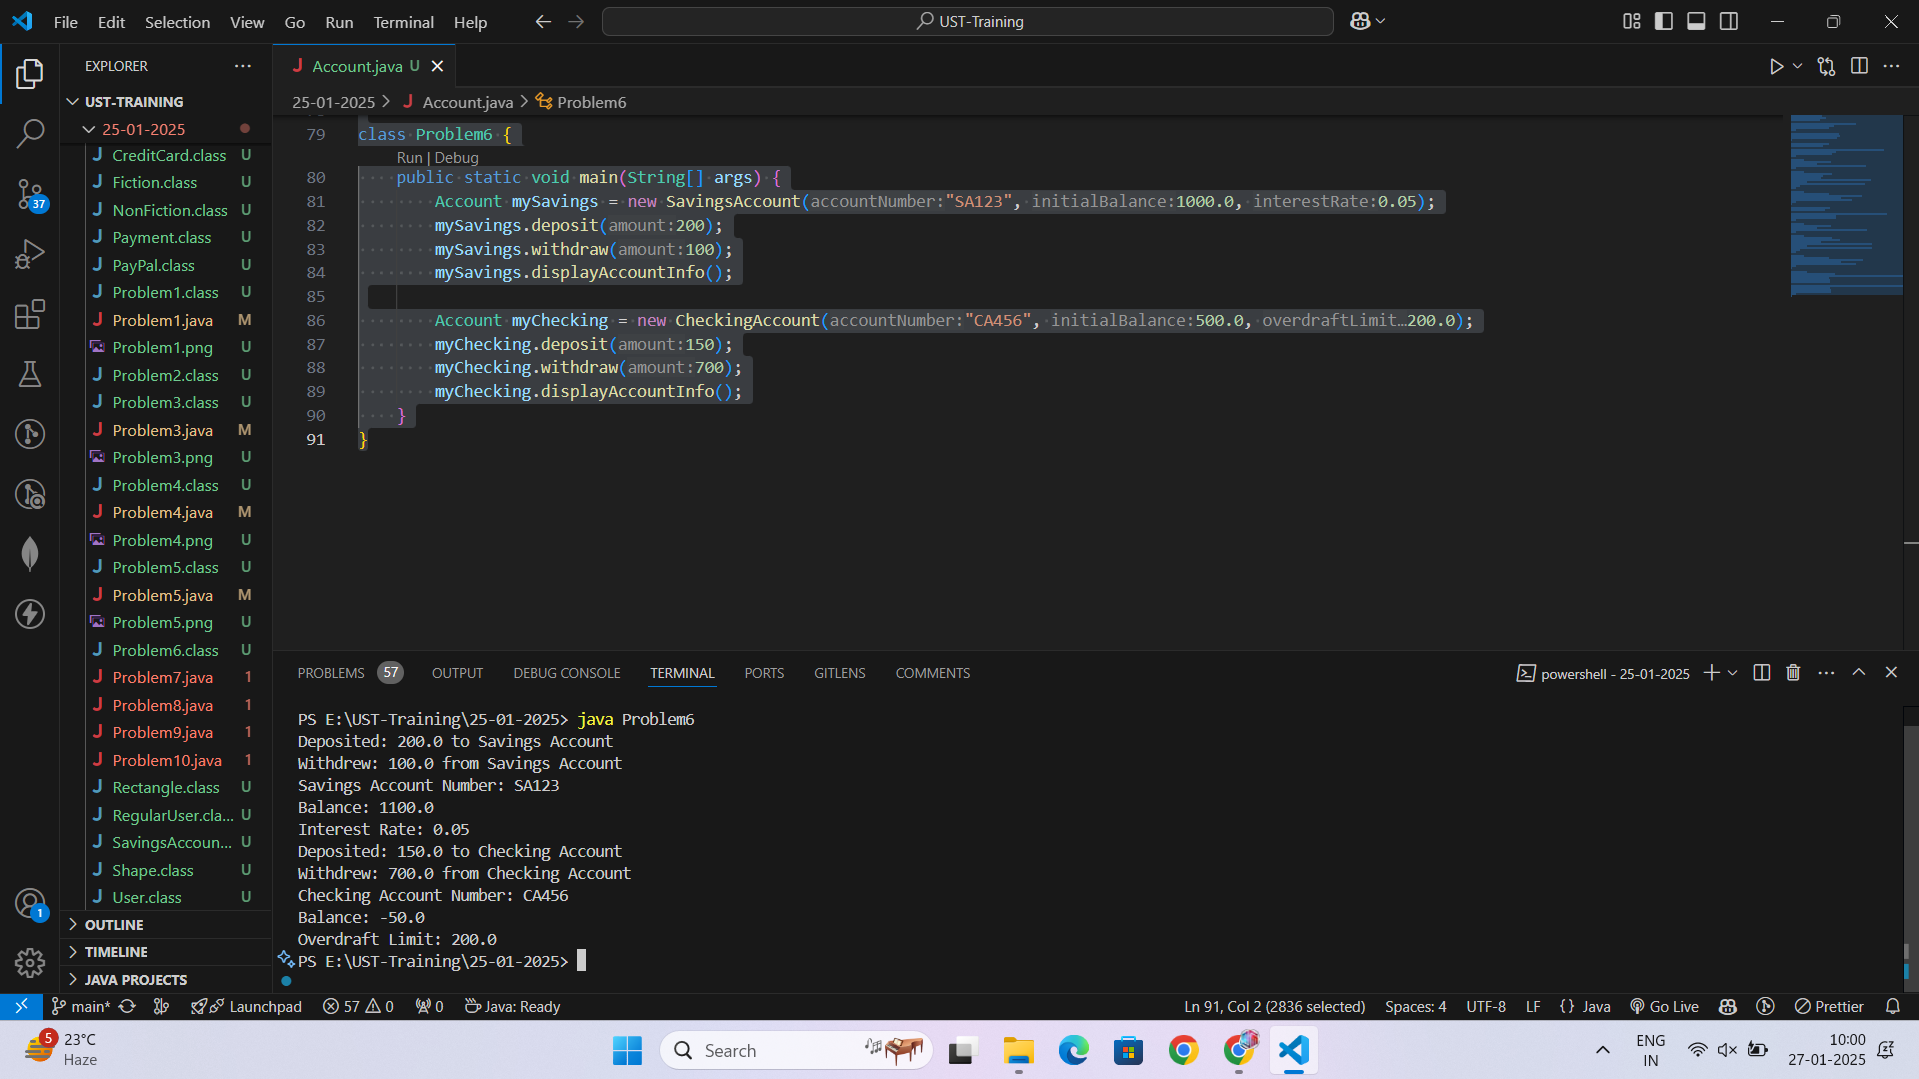 File Edit Selection View Go Run Terminal Help
UST-Training
EXPLORER
UST-TRAINING
25-01-2025
CreditCard.class U
Fiction.class U
NonFiction.class U
Payment.class U
PayPal.class U
Problem1.class U
Problem1.java M
Problem1.png U
Problem2.class U
Problem3.class U
Problem3.java M
Problem3.png U
Problem4.class U
Problem4.java M
Problem4.png U
Problem5.class U
Problem5.java M
Problem5.png U
Problem6.class U
Problem7.java 1
Problem8.java 1
Problem9.java 1
Problem10.java 1
Rectangle.class U
RegularUser.cla... U
SavingsAccoun... U
Shape.class U
User.class U
OUTLINE
TIMELINE
JAVA PROJECTS
37
1
Account.java U
25-01-2025 > Account.java > Problem6
79 class Problem6 {
Run | Debug
80 public static void main(String[] args) {
81 Account mySavings = new SavingsAccount(accountNumber:"SA123", initialBalance:1000.0, interestRate:0.05);
82 mySavings.deposit(amount:200);
83 mySavings.withdraw(amount:100);
84 mySavings.displayAccountInfo();
85
86 Account myChecking = new CheckingAccount(accountNumber:"CA456", initialBalance:500.0, overdraftLimit…200.0);
87 myChecking.deposit(amount:150);
88 myChecking.withdraw(amount:700);
89 myChecking.displayAccountInfo();
90 }
91 }
PROBLEMS 57 OUTPUT DEBUG CONSOLE TERMINAL PORTS GITLENS COMMENTS
powershell - 25-01-2025
PS E:\UST-Training\25-01-2025> java Problem6
Deposited: 200.0 to Savings Account
Withdrew: 100.0 from Savings Account
Savings Account Number: SA123
Balance: 1100.0
Interest Rate: 0.05
Deposited: 150.0 to Checking Account
Withdrew: 700.0 from Checking Account
Checking Account Number: CA456
Balance: -50.0
Overdraft Limit: 200.0
PS E:\UST-Training\25-01-2025>
main* Launchpad 57 0 0 Java: Ready
Ln 91, Col 2 (2836 selected) Spaces: 4 UTF-8 LF {} Java Go Live Prettier
5
23°C
Haze
Search
ENG
IN
10:00
27-01-2025